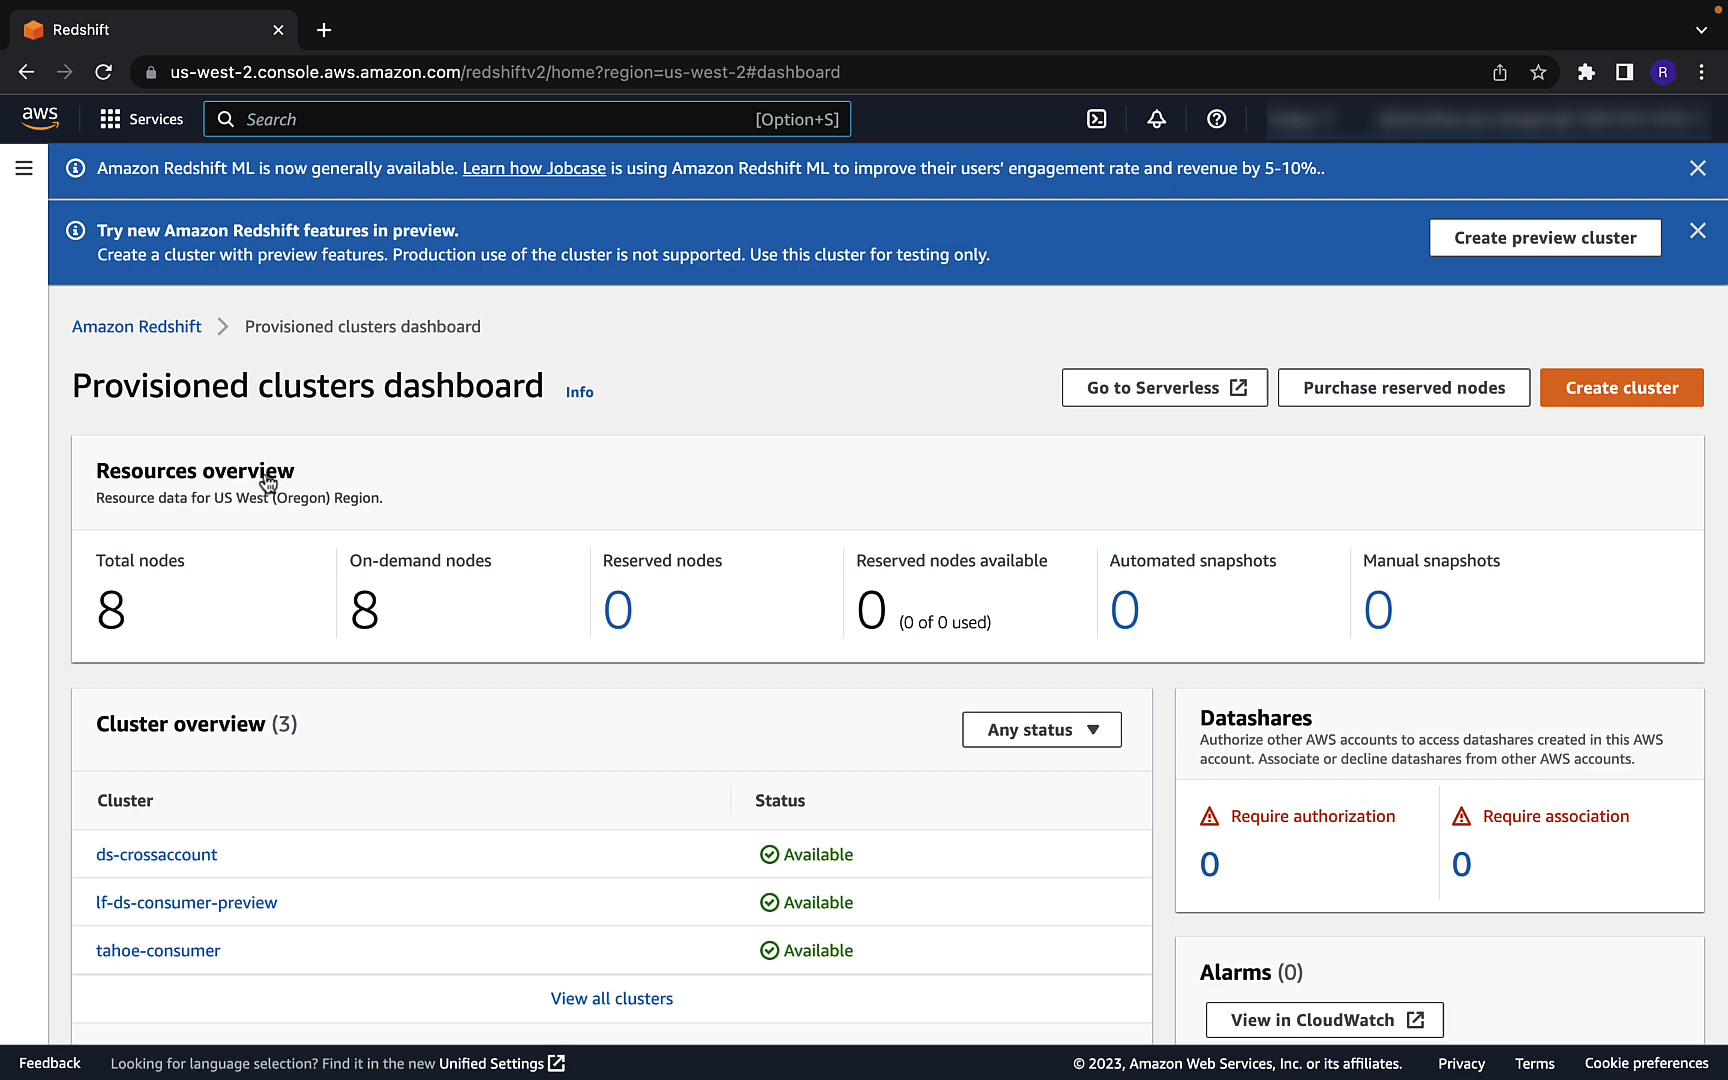 Redshift
us-west-2.console.aws.amazon.com/redshiftv2/home?region=us-west-2#dashboard
R
aws
Services
Search
[Option+S]
Amazon Redshift ML is now generally available. Learn how Jobcase is using Amazon Redshift ML to improve their users' engagement rate and revenue by 5-10%..
Try new Amazon Redshift features in preview.
Create a cluster with preview features. Production use of the cluster is not supported. Use this cluster for testing only.
Create preview cluster
Amazon Redshift
Provisioned clusters dashboard
Provisioned clusters dashboard
Info
Go to Serverless
Purchase reserved nodes
Create cluster
Resources overview
Resource data for US West (Oregon) Region.
Total nodes
8
On-demand nodes
8
Reserved nodes
0
Reserved nodes available
0 (0 of 0 used)
Automated snapshots
0
Manual snapshots
0
Cluster overview (3)
Any status
Cluster
Status
ds-crossaccount
Available
lf-ds-consumer-preview
Available
tahoe-consumer
Available
View all clusters
Datashares
Authorize other AWS accounts to access datashares created in this AWS
account. Associate or decline datashares from other AWS accounts.
Require authorization
0
Require association
0
Alarms (0)
View in CloudWatch
Feedback
Looking for language selection? Find it in the new Unified Settings
© 2023, Amazon Web Services, Inc. or its affiliates.
Privacy
Terms
Cookie preferences